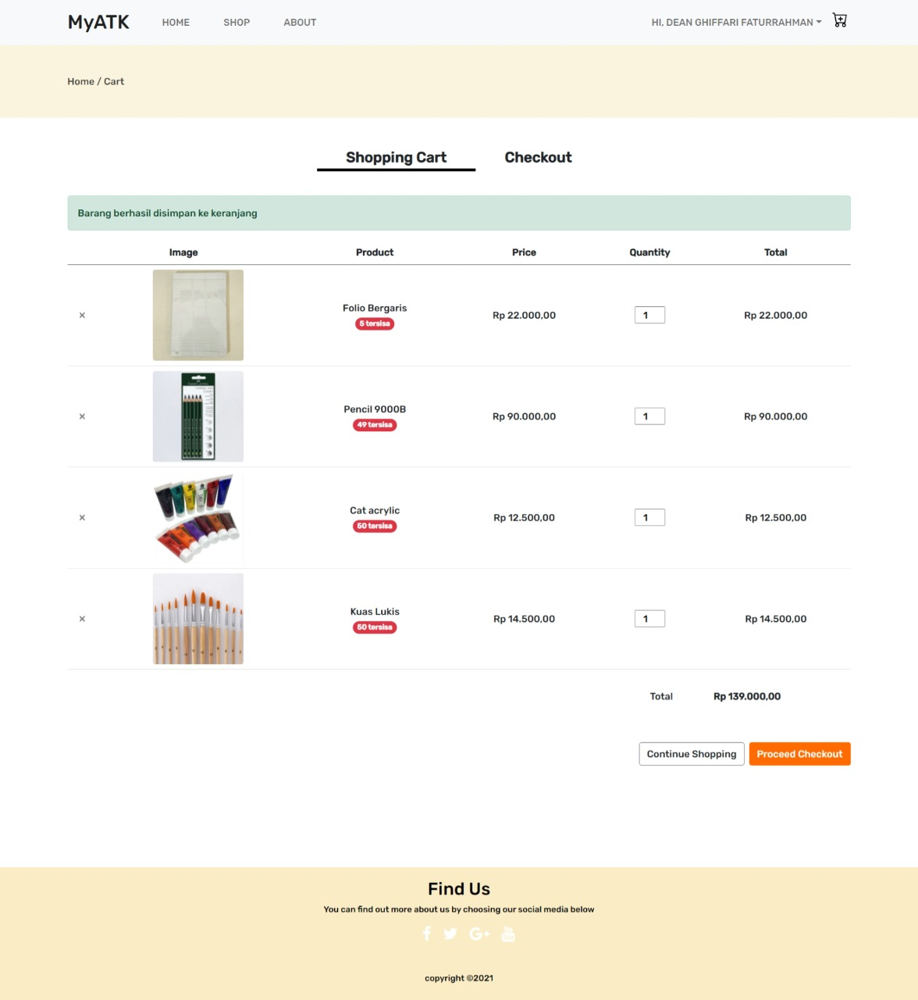 MyATK HOME SHOP ABOUT HI, DEAN GHIFFARI FATURRAHMAN
Home / Cart
Shopping Cart Checkout
Barang berhasil disimpan ke keranjang
Image Product Price Quantity Total
× Folio Bergaris Rp 22.000,00 1 Rp 22.000,00
5 tersisa
× Pencil 9000B Rp 90.000,00 1 Rp 90.000,00
49 tersisa
× Cat acrylic Rp 12.500,00 1 Rp 12.500,00
50 tersisa
× Kuas Lukis Rp 14.500,00 1 Rp 14.500,00
50 tersisa
Total Rp 139.000,00
Continue Shopping Proceed Checkout
Find Us
You can find out more about us by choosing our social media below
copyright ©2021